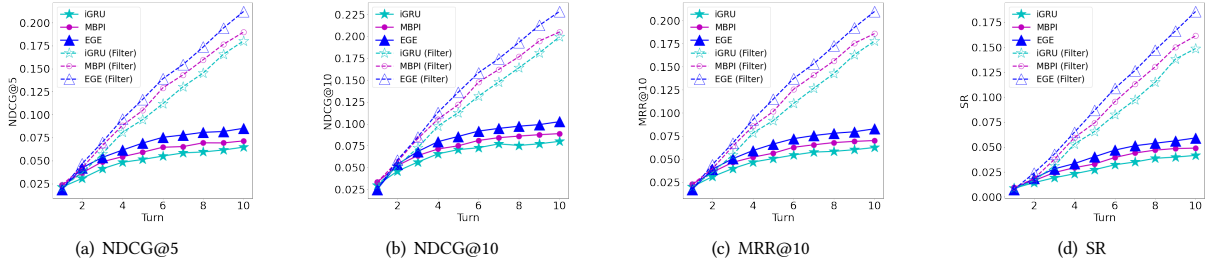 0.200
0.175
0.150
0.125
0.100
0.075
0.050
0.025
NDCG@5
iGRU
MBPI
EGE
iGRU (Filter)
MBPI (Filter)
EGE (Filter)
2 4 6 8 10
Turn
(a) NDCG@5
0.225
0.200
0.175
0.150
0.125
0.100
0.075
0.050
0.025
NDCG@10
iGRU
MBPI
EGE
iGRU (Filter)
MBPI (Filter)
EGE (Filter)
2 4 6 8 10
Turn
(b) NDCG@10
0.200
0.175
0.150
0.125
0.100
0.075
0.050
0.025
MRR@10
iGRU
MBPI
EGE
iGRU (Filter)
MBPI (Filter)
EGE (Filter)
2 4 6 8 10
Turn
(c) MRR@10
0.175
0.150
0.125
0.100
0.075
0.050
0.025
0.000
SR
iGRU
MBPI
EGE
iGRU (Filter)
MBPI (Filter)
EGE (Filter)
2 4 6 8 10
Turn
(d) SR